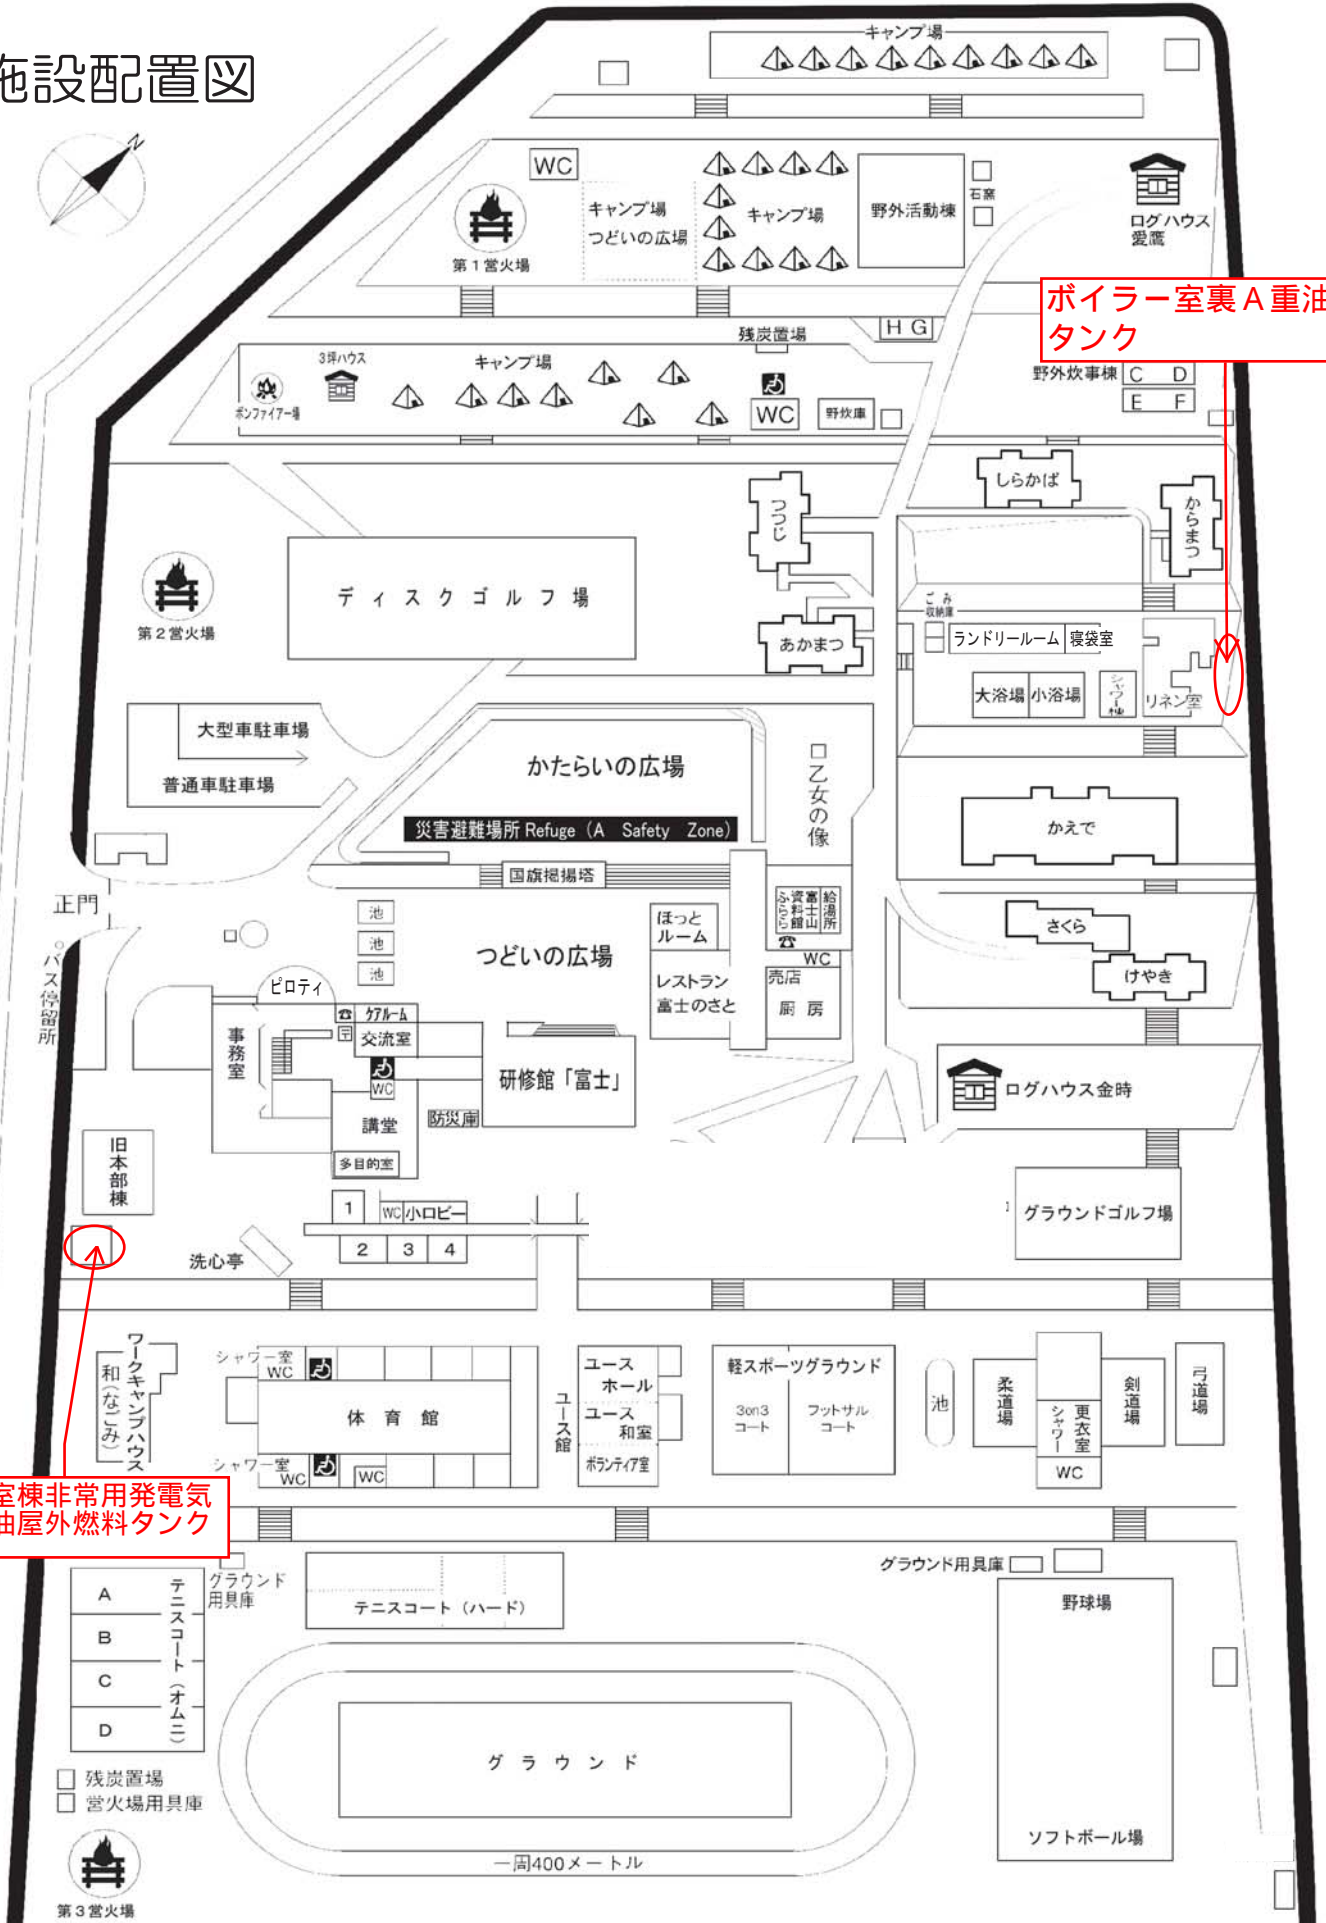 施設配置図
N
キャンプ場
WC
キャンプ場
つどいの広場
キャンプ場
野外活動棟
石窯
ログハウス
愛鷹
第1営火場
ボイラー室裏A重油
タンク
残炭置場
H G
3坪ハウス
キャンプ場
ボンファイアー場
WC
野炊庫
野外炊事棟
C D
E F
しらかば
つつじ
からまつ
ディスクゴルフ場
第2営火場
あかまつ
ごみ
収納庫
ランドリールーム
寝袋室
大浴場
小浴場
シャワー棟
リネン室
大型車駐車場
普通車駐車場
かたらいの広場
乙女の像
災害避難場所 Refuge (A Safety Zone)
かえで
国旗掲揚塔
正門
バス停留所
池
池
池
つどいの広場
ほっと
ルーム
レストラン
富士のさと
富士山
資料館
ふらら
給湯所
WC
売店
厨房
さくら
けやき
ピロティ
事務室
ケアルーム
交流室
WC
講堂
多目的室
防災庫
研修館「富士」
ログハウス金時
旧本部棟
1
WC
小ロビー
2
3
4
洗心亭
グラウンドゴルフ場
ワークキャンプハウス
和(なごみ)
シャワー室
WC
体育館
シャワー室
WC
WC
ユース館
ユース
ホール
ユース
和室
ボランティア室
軽スポーツグラウンド
3on3
コート
フットサル
コート
池
柔道場
更衣室
シャワー
WC
剣道場
弓道場
室棟非常用発電気
油屋外燃料タンク
グラウンド
用具庫
テニスコート(オムニ)
A
B
C
D
テニスコート(ハード)
グラウンド用具庫
野球場
ソフトボール場
グラウンド
一周400メートル
残炭置場
営火場用具庫
第3営火場